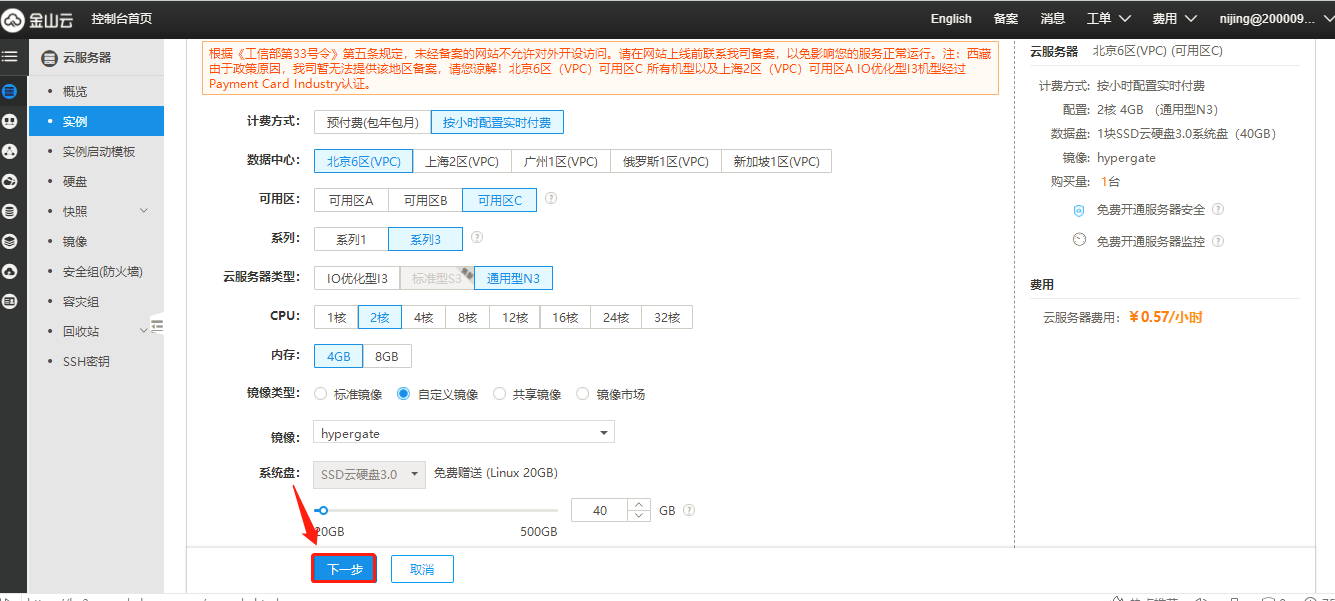 金山云 控制台首页 English 备案 消息 工单 费用 nijing@200009...
云服务器
概览
实例
实例启动模板
硬盘
快照
镜像
安全组(防火墙)
容灾组
回收站
SSH密钥
根据《工信部第33号令》第五条规定，未经备案的网站不允许对外开设访问。请在网站上线前联系我司备案，以免影响您的服务正常运行。注：西藏
由于政策原因，我司暂无法提供该地区备案，请您谅解！北京6区（VPC）可用区C 所有机型以及上海2区（VPC）可用区A IO优化型I3机型经过
Payment Card Industry认证。
计费方式： 预付费(包年包月) 按小时配置实时付费
数据中心： 北京6区(VPC) 上海2区(VPC) 广州1区(VPC) 俄罗斯1区(VPC) 新加坡1区(VPC)
可用区： 可用区A 可用区B 可用区C ?
系列： 系列1 系列3 ?
云服务器类型： IO优化型I3 标准型S3 通用型N3
CPU： 1核 2核 4核 8核 12核 16核 24核 32核
内存： 4GB 8GB
镜像类型： 标准镜像 自定义镜像 共享镜像 镜像市场
镜像： hypergate
系统盘： SSD云硬盘3.0 免费赠送 (Linux 20GB)
40 GB ?
20GB 500GB
下一步 取消
云服务器 北京6区(VPC) (可用区C)
计费方式: 按小时配置实时付费
配置: 2核 4GB （通用型N3）
数据盘: 1块SSD云硬盘3.0系统盘（40GB）
镜像: hypergate
购买量: 1台
免费开通服务器安全 ?
免费开通服务器监控 ?
费用
云服务器费用: ￥0.57/小时